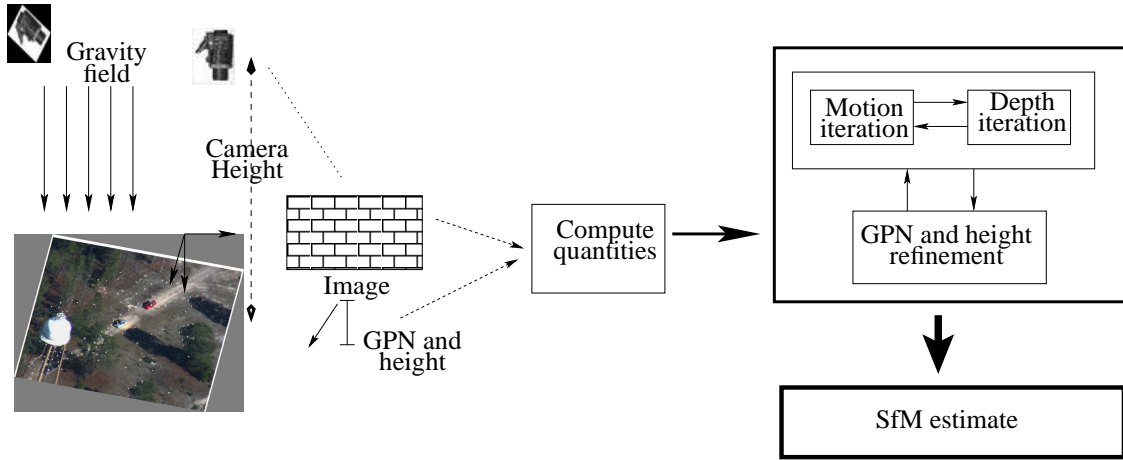 Gravity
field
Camera
Height
Image
GPN and
height
Compute
quantities
Motion
iteration
Depth
iteration
GPN and height
refinement
SfM estimate